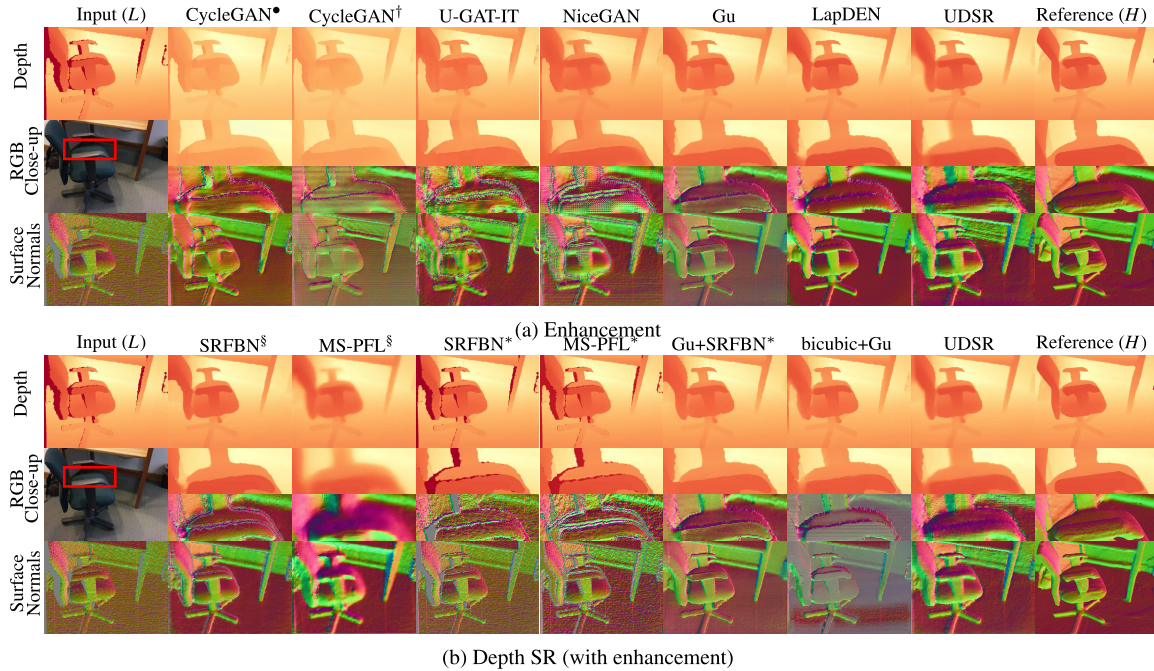 Input (L) CycleGAN● CycleGAN† U-GAT-IT NiceGAN Gu LapDEN UDSR Reference (H)
Depth
RGB
Close-up
Surface
Normals
(a) Enhancement
Input (L) SRFBN§ MS-PFL§ SRFBN* MS-PFL* Gu+SRFBN* bicubic+Gu UDSR Reference (H)
Depth
RGB
Close-up
Surface
Normals
(b) Depth SR (with enhancement)